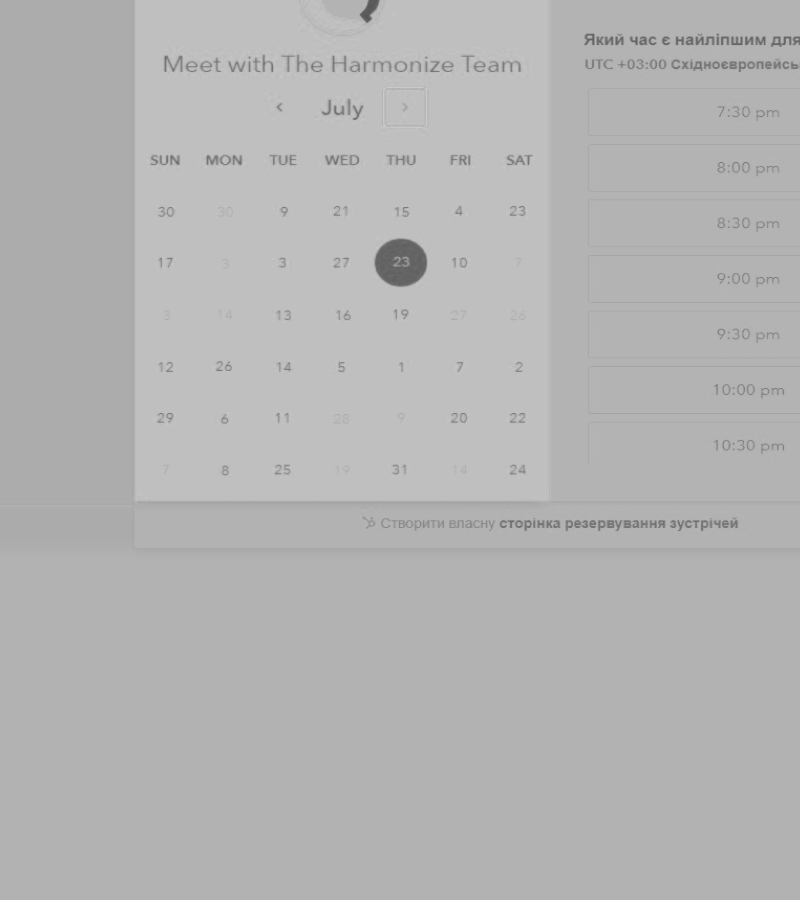 Meet with The Harmonize Team
July
SUN MON TUE WED THU FRI SAT
30 30 9 21 15 4 23
17 3 3 27 23 10 7
3 14 13 16 19 27 26
12 26 14 5 1 7 2
29 6 11 28 9 20 22
7 8 25 19 31 14 24
Який час є найліпшим для
UTC +03:00 Східноєвропейсь
7:30 pm
8:00 pm
8:30 pm
9:00 pm
9:30 pm
10:00 pm
10:30 pm
Створити власну сторінка резервування зустрічей